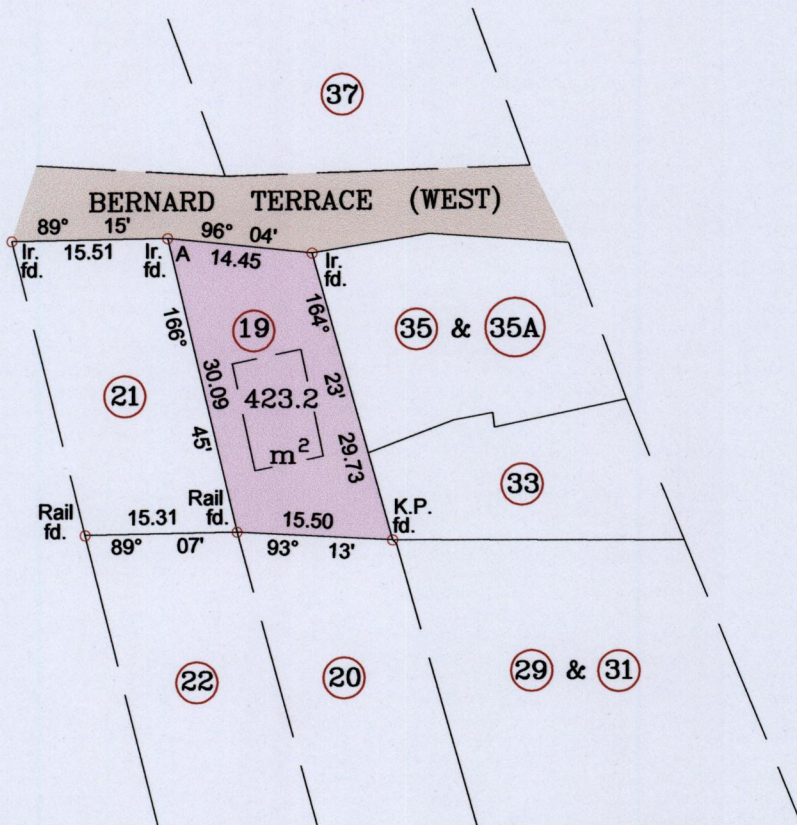 37
BERNARD TERRACE (WEST)
89° 15'
96° 04'
Ir. fd.
15.51
Ir. fd.
A
14.45
Ir. fd.
166°
30.09
45'
19
164°
23'
29.73
35 & 35A
21
423.2
m²
33
Rail fd.
15.31
Rail fd.
15.50
K.P. fd.
89° 07'
93° 13'
22
20
29 & 31